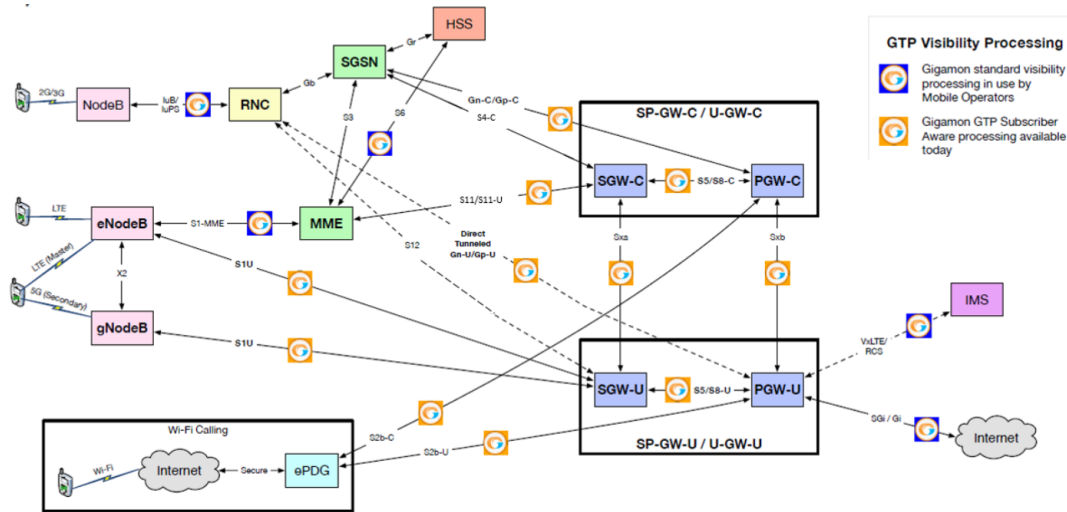 HSS
Gr
SGSN
Gb
2G/3G
NodeB
IuB/
IuPS
RNC
S3
S6
Gn-C/Gp-C
S4-C
GTP Visibility Processing
Gigamon standard visibility
processing in use by
Mobile Operators
Gigamon GTP Subscriber
Aware processing available
today
SP-GW-C / U-GW-C
SGW-C
S5/S8-C
PGW-C
S11/S11-U
LTE
eNodeB
S1-MME
MME
S12
Direct
Tunneled
Gn-U/Gp-U
Sxa
Sxb
LTE (Master)
X2
S1U
5G (Secondary)
gNodeB
S1U
IMS
VxLTE/
RCS
SGW-U
S5/S8-U
PGW-U
SGi / Gi
Internet
SP-GW-U / U-GW-U
Wi-Fi Calling
S2b-C
S2b-U
Wi-Fi
Internet
Secure
ePDG